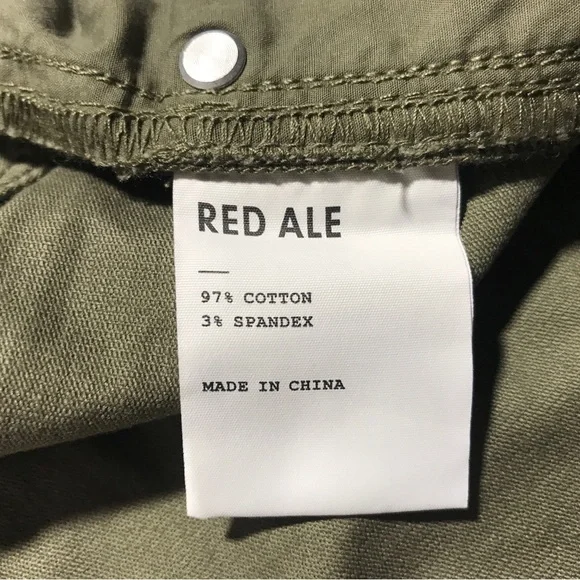 RED ALE
97% COTTON
3% SPANDEX
MADE IN CHINA